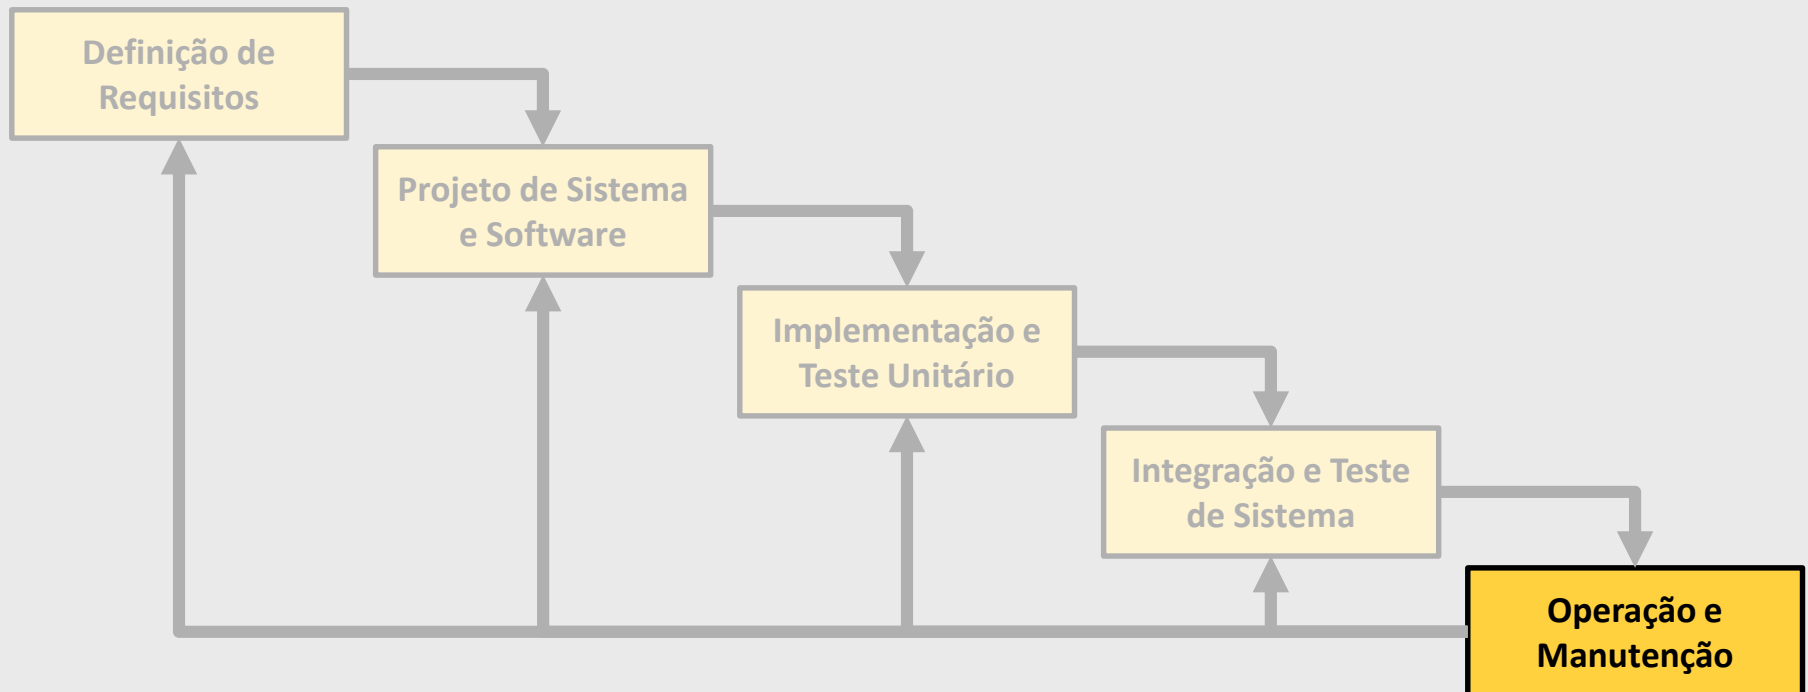 Definição de
Requisitos
Projeto de Sistema
e Software
Implementação e
Teste Unitário
Integração e Teste
de Sistema
Operação e
Manutenção